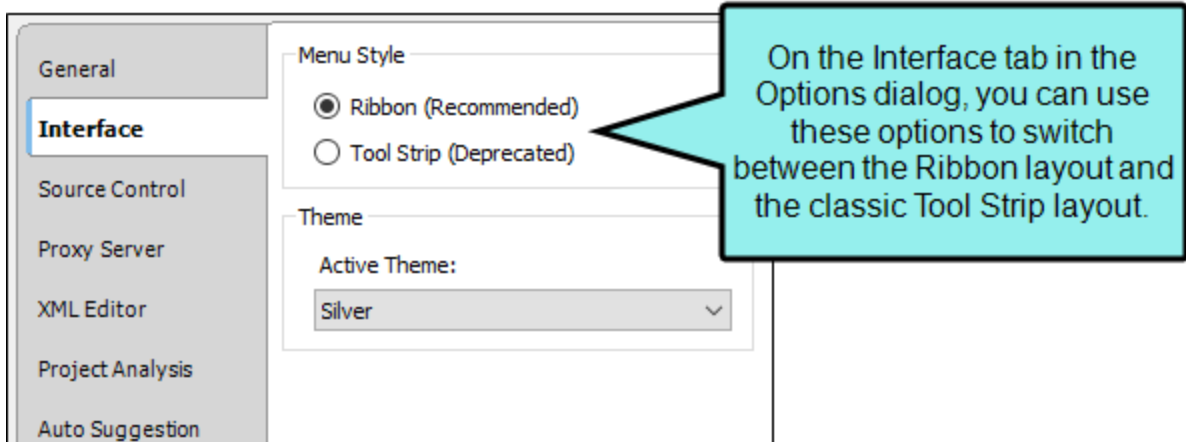 General
Interface
Source Control
Proxy Server
XML Editor
Project Analysis
Auto Suggestion
Menu Style
Ribbon (Recommended)
Tool Strip (Deprecated)
Theme
Active Theme:
Silver
On the Interface tab in the
Options dialog, you can use
these options to switch
between the Ribbon layout and
the classic Tool Strip layout.